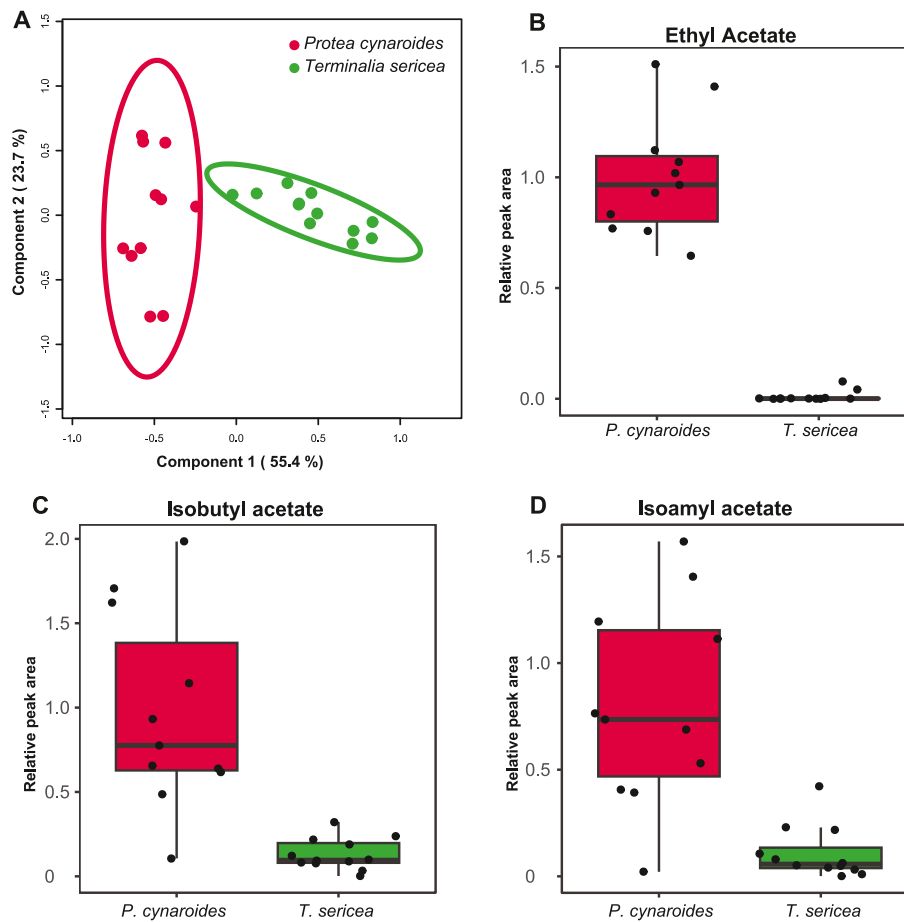 A
Protea cynaroides
Terminalia sericea
1.5
1.0
0.5
0.0
-0.5
-1.0
-1.5
Component 2 ( 23.7 %)
-1.0 -0.5 0.0 0.5 1.0
Component 1 ( 55.4 %)
B
Ethyl Acetate
1.5
1.0
0.5
0.0
Relative peak area
P. cynaroides T. sericea
C
Isobutyl acetate
2.0
1.5
1.0
0.5
0
Relative peak area
P. cynaroides T. sericea
D
Isoamyl acetate
1.5
1.0
0.5
0
Relative peak area
P. cynaroides T. sericea